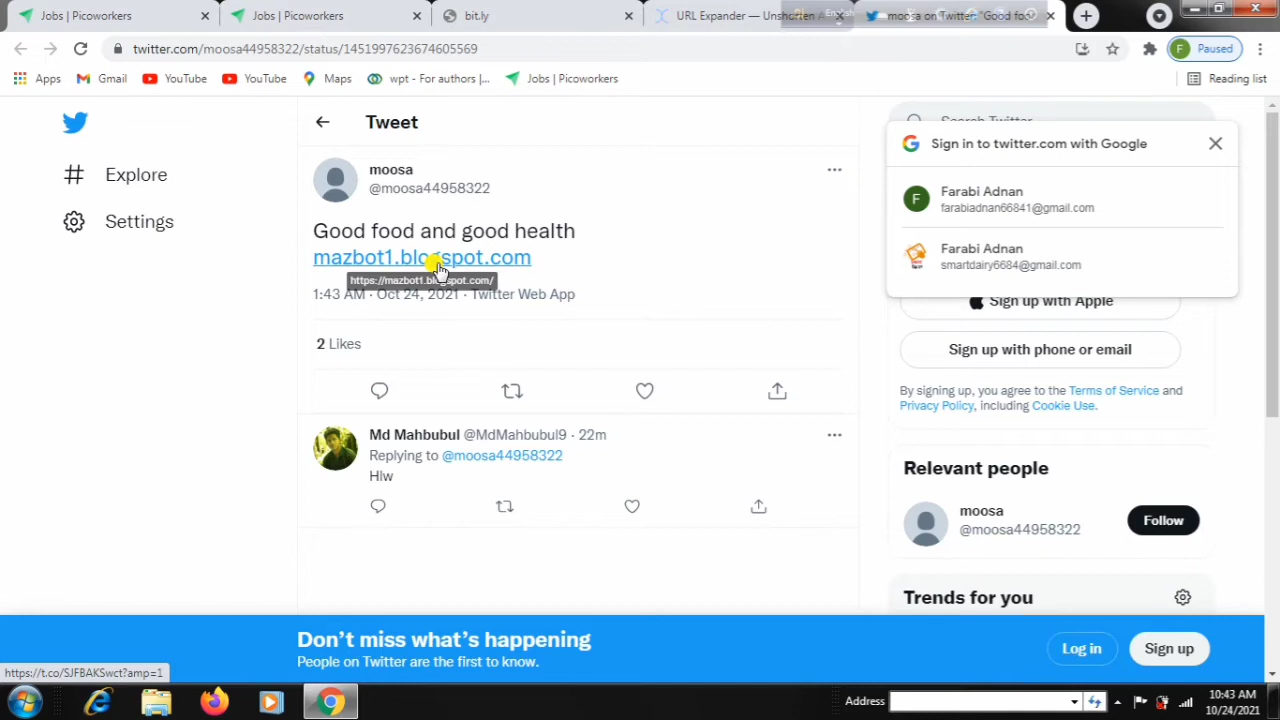 Jobs | Picoworkers
Jobs | Picoworkers
bit.ly
URL Expander — Unshorten
English
moosa on Twitter: "Good fo
twitter.com/moosa44958322/status/1451997623674605569
F
Paused
Apps
Gmail
YouTube
YouTube
Maps
wpt - For authors |...
Jobs | Picoworkers
Reading list
Explore
Settings
Tweet
moosa
@moosa44958322
Good food and good health
mazbot1.blogspot.com
https://mazbot1.blogspot.com/
1:43 AM · Oct 24, 2021 · Twitter Web App
2 Likes
Md Mahbubul @MdMahbubul9 · 22m
Replying to @moosa44958322
Hlw
Search Twitter
Sign in to twitter.com with Google
F
Farabi Adnan
farabiadnan66841@gmail.com
Farabi Adnan
smartdairy6684@gmail.com
Sign up with Apple
Sign up with phone or email
By signing up, you agree to the Terms of Service and
Privacy Policy, including Cookie Use.
Relevant people
moosa
@moosa44958322
Follow
Trends for you
Don't miss what's happening
People on Twitter are the first to know.
Log in
Sign up
https://t.co/SJFBAKSwct?amp=1
Address
10:43 AM
10/24/2021